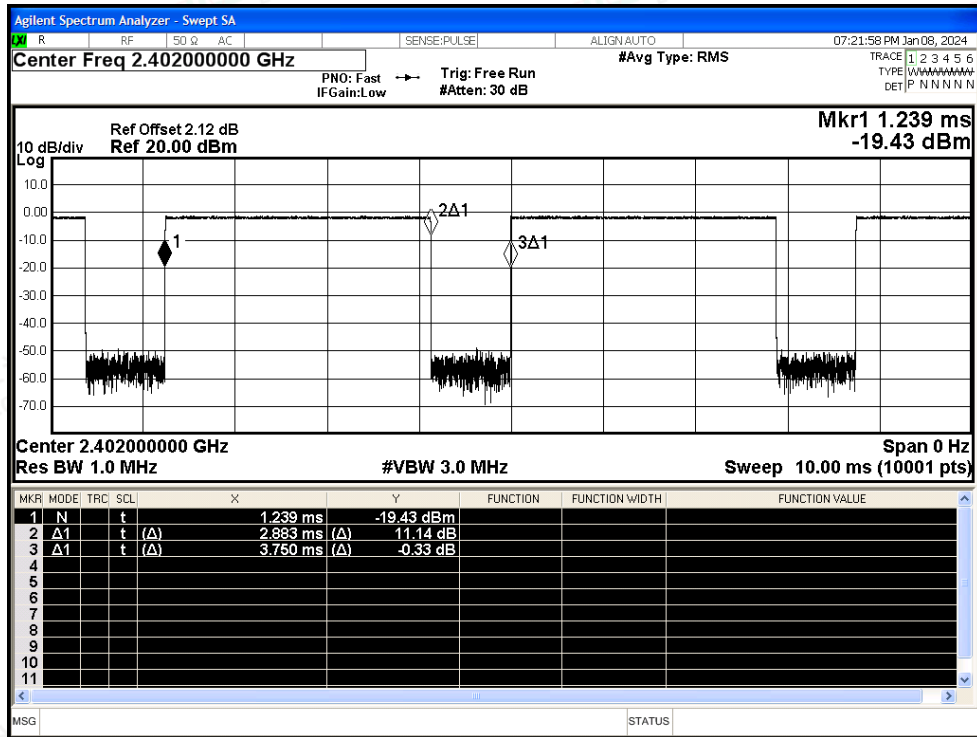 Agilent Spectrum Analyzer - Swept SA
LXI R RF 50 Ω AC SENSE:PULSE ALIGN AUTO 07:21:58 PM Jan 08, 2024
Center Freq 2.402000000 GHz #Avg Type: RMS TRACE 1 2 3 4 5 6
PNO: Fast Trig: Free Run TYPE WWWWWW
IFGain:Low #Atten: 30 dB DET P N N N N N
Mkr1 1.239 ms
Ref Offset 2.12 dB
10 dB/div Ref 20.00 dBm -19.43 dBm
Log
10.0
0.00
2Δ1
-10.0
1
3Δ1
-20.0
-30.0
-40.0
-50.0
-60.0
-70.0
Center 2.402000000 GHz Span 0 Hz
Res BW 1.0 MHz #VBW 3.0 MHz Sweep 10.00 ms (10001 pts)
MKR MODE TRC SCL X Y FUNCTION FUNCTION WIDTH FUNCTION VALUE
1 N t 1.239 ms -19.43 dBm
2 Δ1 t (Δ) 2.883 ms (Δ) 11.14 dB
3 Δ1 t (Δ) 3.750 ms (Δ) -0.33 dB
4
5
6
7
8
9
10
11
MSG STATUS